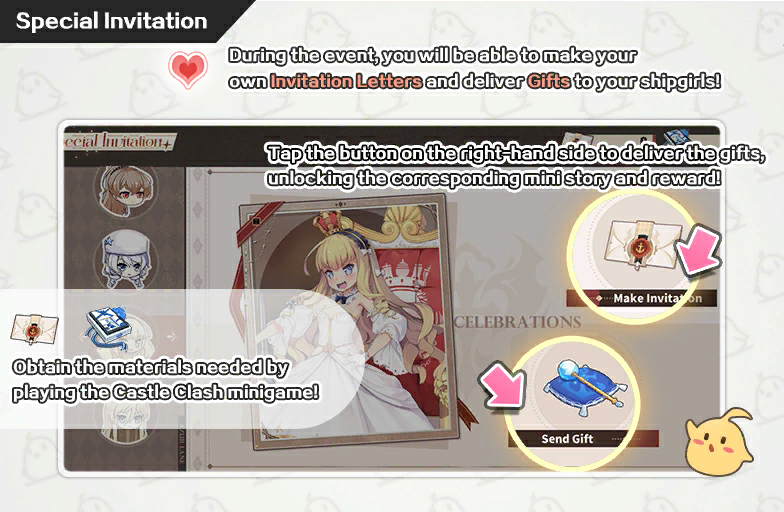 Special Invitation
During the event, you will be able to make your
own Invitation Letters and deliver Gifts to your shipgirls!
ecial Invitation
Tap the button on the right-hand side to deliver the gifts,
unlocking the corresponding mini story and reward!
Make Invitation
CELEBRATIONS
Obtain the materials needed by
playing the Castle Clash minigame!
Send Gift